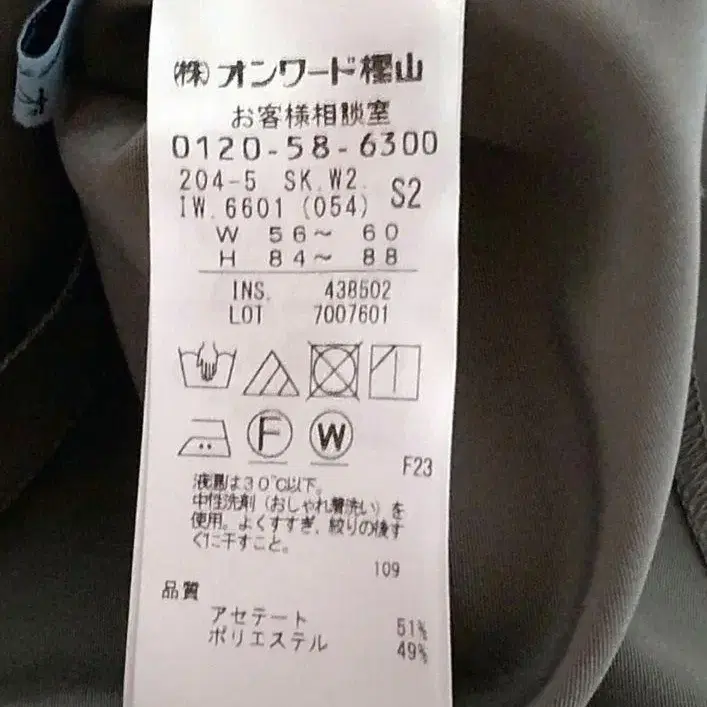 (株)オンワード樫山
お客様相談室
0120-58-6300
204-5 SK.W2.
IW.6601 (054) S2
W 56～ 60
H 84～ 88
INS. 438502
LOT 7007601
F W
F23
液温は30℃以下。
中性洗剤（おしゃれ着洗い）を
使用。よくすすぎ、絞りの後す
ぐに干すこと。
109
品質
アセテート 51%
ポリエステル 49%